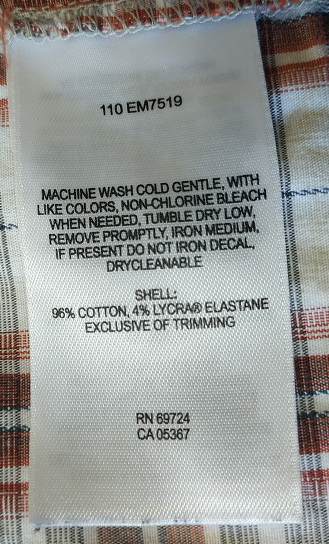 110 EM7519
MACHINE WASH COLD GENTLE, WITH
LIKE COLORS, NON-CHLORINE BLEACH
WHEN NEEDED, TUMBLE DRY LOW,
REMOVE PROMPTLY, IRON MEDIUM,
IF PRESENT DO NOT IRON DECAL,
DRYCLEANABLE
SHELL:
96% COTTON, 4% LYCRA® ELASTANE
EXCLUSIVE OF TRIMMING
RN 69724
CA 05367